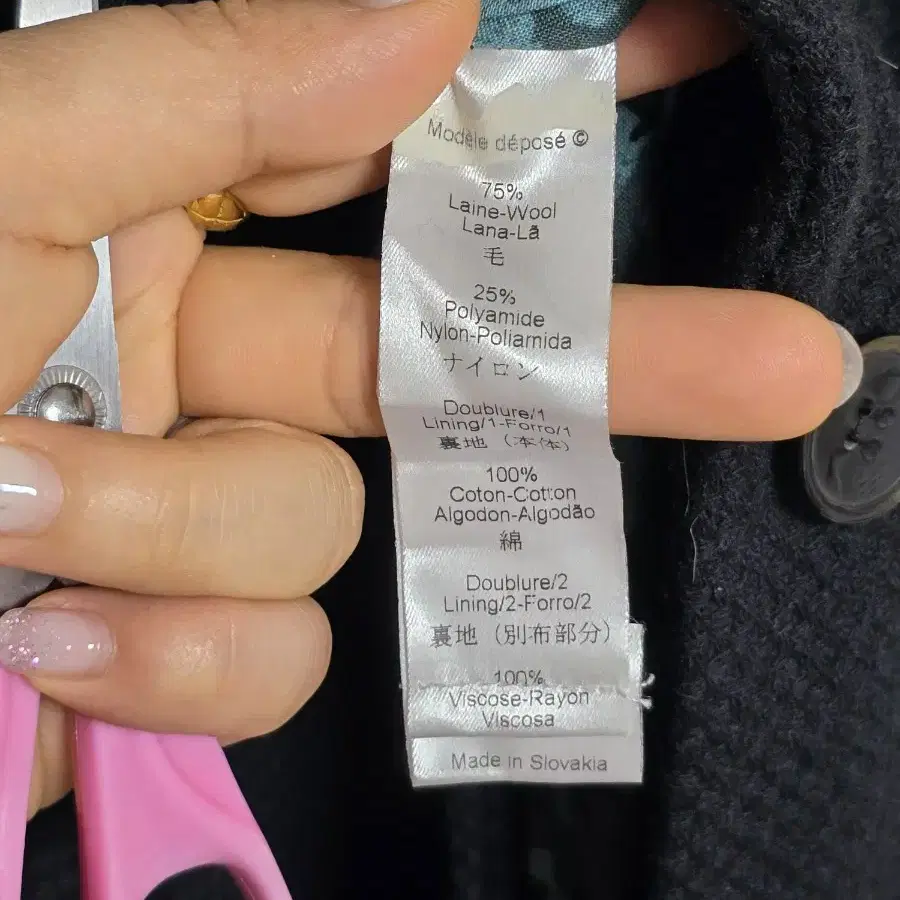 Modèle déposé ©
75%
Laine-Wool
Lana-Lã
毛
25%
Polyamide
Nylon-Poliamida
ナイロン
Doublure/1
Lining/1-Forro/1
裏地（本体）
100%
Coton-Cotton
Algodon-Algodão
綿
Doublure/2
Lining/2-Forro/2
裏地（別布部分）
100%
Viscose-Rayon
Viscosa
Made in Slovakia